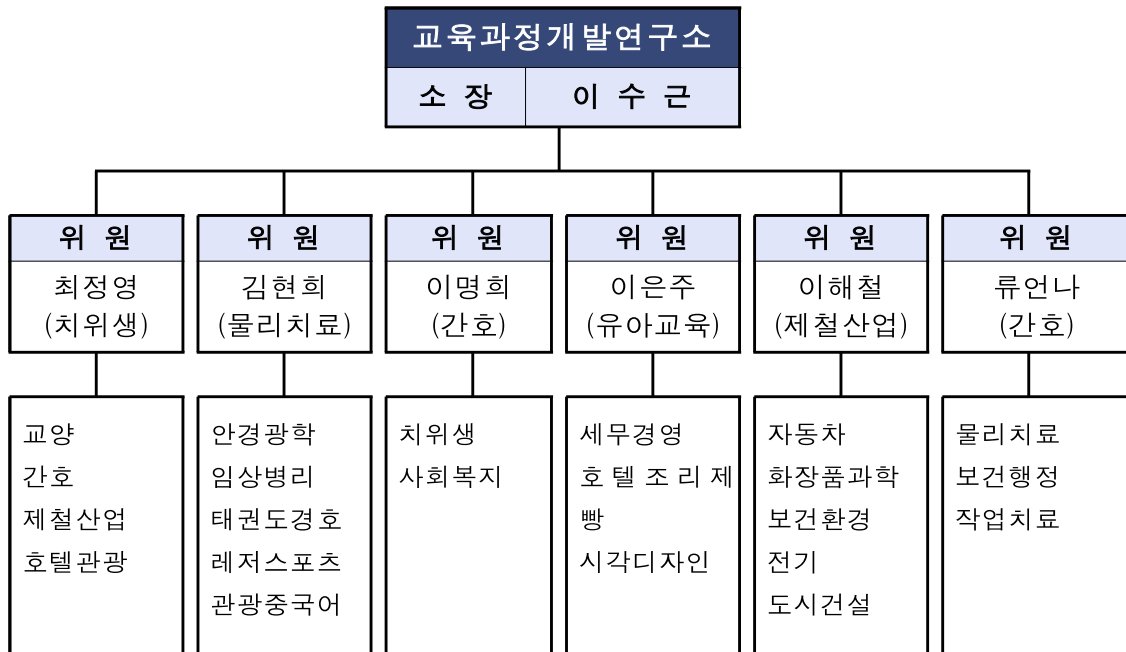 교육과정개발연구소
소 장 이 수 근
위 원
최정영
(치위생)
교양
간호
제철산업
호텔관광
위 원
김현희
(물리치료)
안경광학
임상병리
태권도경호
레저스포츠
관광중국어
위 원
이명희
(간호)
치위생
사회복지
위 원
이은주
(유아교육)
세무경영
호텔조리제
빵
시각디자인
위 원
이해철
(제철산업)
자동차
화장품과학
보건환경
전기
도시건설
위 원
류언나
(간호)
물리치료
보건행정
작업치료